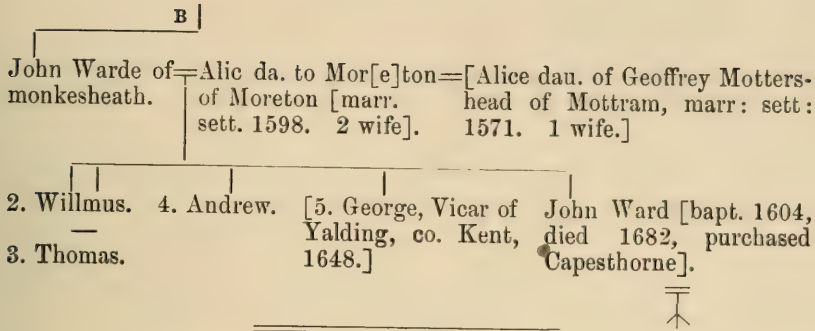 B
John Warde of=Alic da. to Mor[e]ton=[Alice dau. of Geoffrey Motters-
monkesheath. of Moreton [marr. head of Mottram, marr: sett:
sett. 1598. 2 wife]. 1571. 1 wife.]
2. Willmus. 4. Andrew. [5. George, Vicar of John Ward [bapt. 1604,
Yalding, co. Kent, died 1682, purchased
3. Thomas. 1648.] Capesthorne].